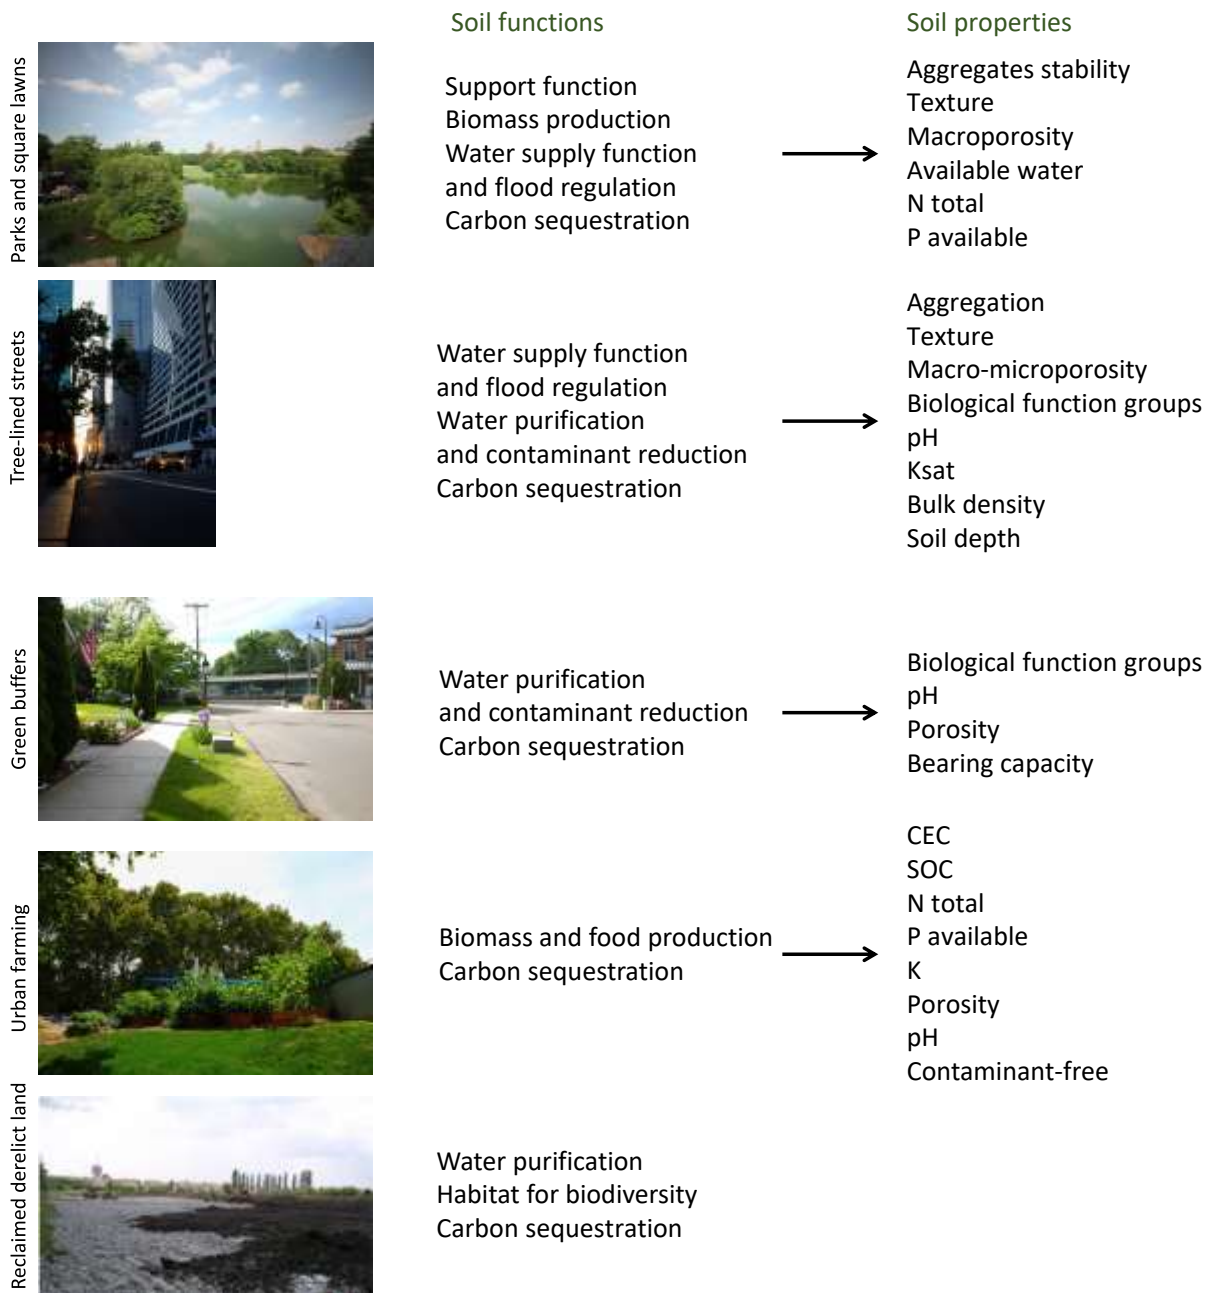 Soil functions
Soil properties
Parks and square lawns
Support function
Biomass production
Water supply function
and flood regulation
Carbon sequestration
Aggregates stability
Texture
Macroporosity
Available water
N total
P available
Tree-lined streets
Water supply function
and flood regulation
Water purification
and contaminant reduction
Carbon sequestration
Aggregation
Texture
Macro-microporosity
Biological function groups
pH
Ksat
Bulk density
Soil depth
Green buffers
Water purification
and contaminant reduction
Carbon sequestration
Biological function groups
pH
Porosity
Bearing capacity
Urban farming
Biomass and food production
Carbon sequestration
CEC
SOC
N total
P available
K
Porosity
pH
Contaminant-free
Reclaimed derelict land
Water purification
Habitat for biodiversity
Carbon sequestration